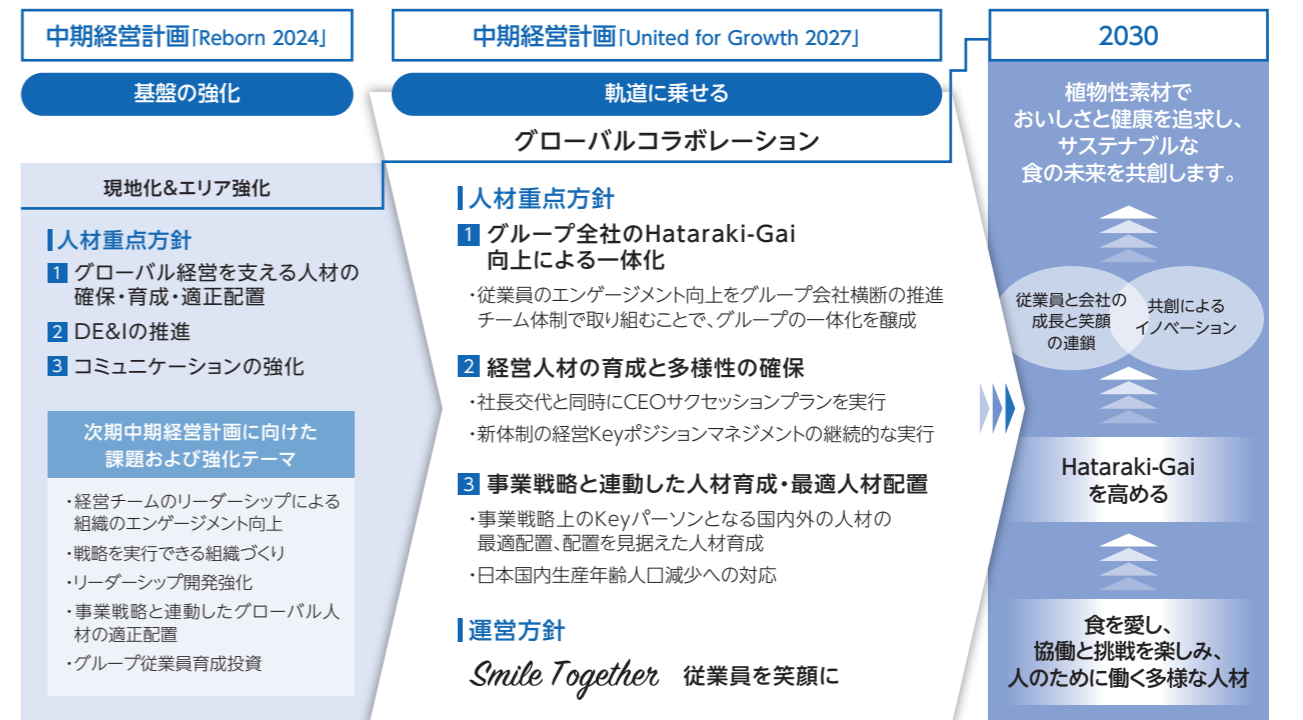 中期経営計画「Reborn 2024」
基盤の強化
現地化&エリア強化
人材重点方針
1 グローバル経営を支える人材の
確保・育成・適正配置
2 DE&Iの推進
3 コミュニケーションの強化
次期中期経営計画に向けた
課題および強化テーマ
・経営チームのリーダーシップによる
組織のエンゲージメント向上
・戦略を実行できる組織づくり
・リーダーシップ開発強化
・事業戦略と連動したグローバル人
材の適正配置
・グループ従業員育成投資
中期経営計画「United for Growth 2027」
軌道に乗せる
グローバルコラボレーション
人材重点方針
1 グループ全社のHataraki-Gai
向上による一体化
・従業員のエンゲージメント向上をグループ会社横断の推進
チーム体制で取り組むことで、グループの一体化を醸成
2 経営人材の育成と多様性の確保
・社長交代と同時にCEOサクセッションプランを実行
・新体制の経営Keyポジションマネジメントの継続的な実行
3 事業戦略と連動した人材育成・最適人材配置
・事業戦略上のKeyパーソンとなる国内外の人材の
最適配置、配置を見据えた人材育成
・日本国内生産年齢人口減少への対応
運営方針
Smile Together 従業員を笑顔に
2030
植物性素材で
おいしさと健康を追求し、
サステナブルな
食の未来を共創します。
従業員と会社の
成長と笑顔
の連鎖
共創による
イノベーション
Hataraki-Gai
を高める
食を愛し、
協働と挑戦を楽しみ、
人のために働く多様な人材